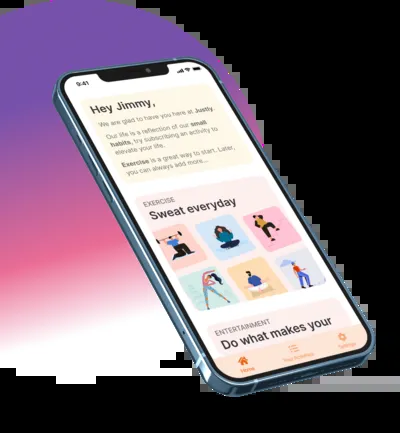 9:41
Hey Jimmy,
We are glad to have you here at Justly.
Our life is a reflection of our small
habits, try subscribing an activity to
elevate your life.
Exercise is a great way to start. Later,
you can always add more...
EXERCISE
Sweat everyday
ENTERTAINMENT
Do what makes your
Home
Your Activities
Settings